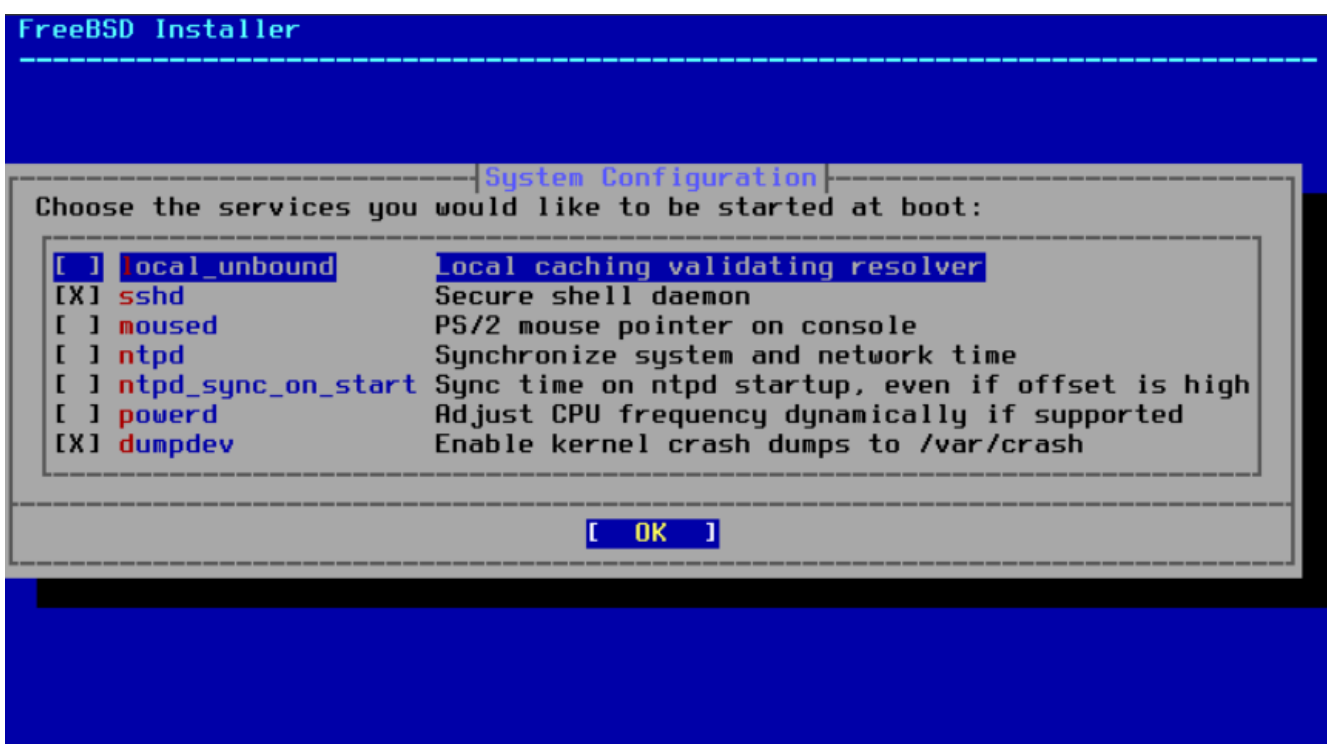 FreeBSD Installer
System Configuration
Choose the services you would like to be started at boot:
[ ] local_unbound Local caching validating resolver
[X] sshd Secure shell daemon
[ ] moused PS/2 mouse pointer on console
[ ] ntpd Synchronize system and network time
[ ] ntpd_sync_on_start Sync time on ntpd startup, even if offset is high
[ ] powerd Adjust CPU frequency dynamically if supported
[X] dumpdev Enable kernel crash dumps to /var/crash
[ OK ]